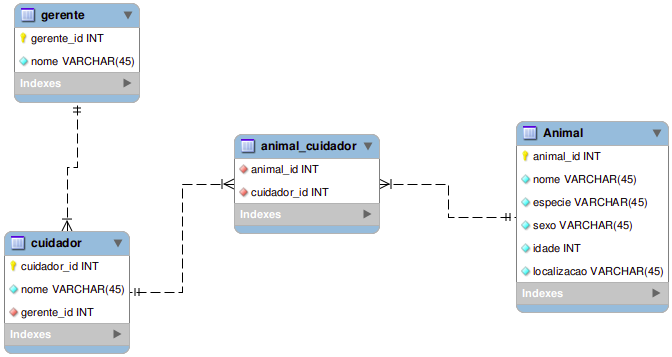 gerente
gerente_id INT
nome VARCHAR(45)
Indexes
cuidador
cuidador_id INT
nome VARCHAR(45)
gerente_id INT
Indexes
animal_cuidador
animal_id INT
cuidador_id INT
Indexes
Animal
animal_id INT
nome VARCHAR(45)
especie VARCHAR(45)
sexo VARCHAR(45)
idade INT
localizacao VARCHAR(45)
Indexes